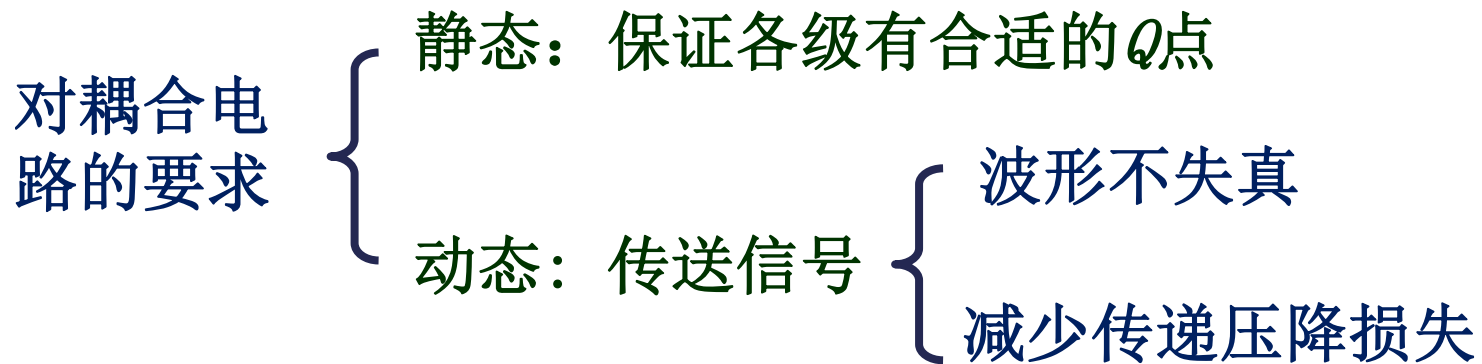 对耦合电
路的要求
静态：保证各级有合适的Q点
动态：传送信号
波形不失真
减少传递压降损失